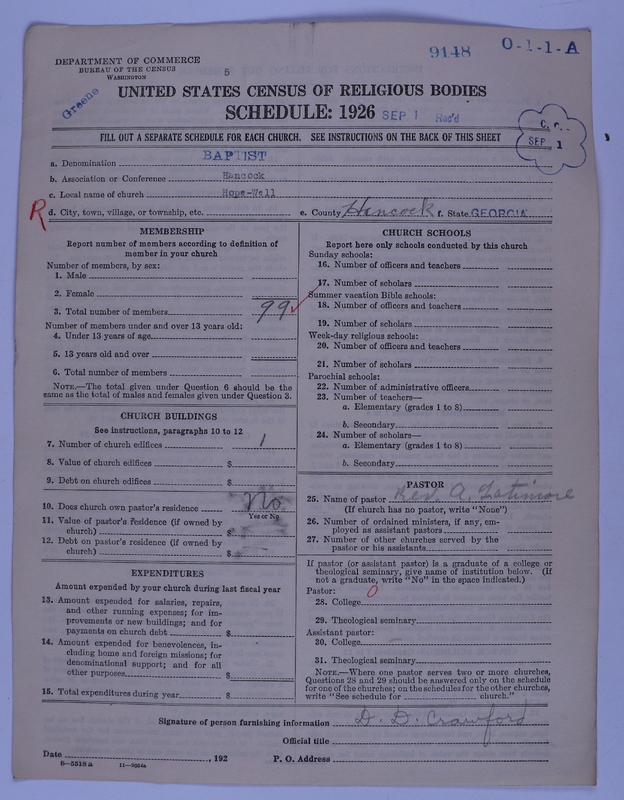 9148 O-1-1-A
DEPARTMENT OF COMMERCE
BUREAU OF THE CENSUS
WASHINGTON
5
Greene
UNITED STATES CENSUS OF RELIGIOUS BODIES
SCHEDULE: 1926 SEP 1 Rec'd
C. C.
SEP 1
FILL OUT A SEPARATE SCHEDULE FOR EACH CHURCH. SEE INSTRUCTIONS ON THE BACK OF THIS SHEET
a. Denomination BAPTIST
b. Association or Conference Hancock
c. Local name of church Hope-Well
R d. City, town, village, or township, etc. e. County Hancock f. State GEORGIA
MEMBERSHIP
Report number of members according to definition of
member in your church
Number of members, by sex:
1. Male
2. Female
3. Total number of members 99
Number of members under and over 13 years old:
4. Under 13 years of age
5. 13 years old and over
6. Total number of members
NOTE.—The total given under Question 6 should be the
same as the total of males and females given under Question 3.
CHURCH BUILDINGS
See instructions, paragraphs 10 to 12
7. Number of church edifices 1
8. Value of church edifices $
9. Debt on church edifices $
10. Does church own pastor's residence No
Yes or No
11. Value of pastor's residence (if owned by
church) $
12. Debt on pastor's residence (if owned by
church) $
EXPENDITURES
Amount expended by your church during last fiscal year
13. Amount expended for salaries, repairs,
and other running expenses; for im-
provements or new buildings; and for
payments on church debt $
14. Amount expended for benevolences, in-
cluding home and foreign missions; for
denominational support; and for all
other purposes $
15. Total expenditures during year $
CHURCH SCHOOLS
Report here only schools conducted by this church
Sunday schools:
16. Number of officers and teachers
17. Number of scholars
Summer vacation Bible schools:
18. Number of officers and teachers
19. Number of scholars
Week-day religious schools:
20. Number of officers and teachers
21. Number of scholars
Parochial schools:
22. Number of administrative officers
23. Number of teachers—
a. Elementary (grades 1 to 8)
b. Secondary
24. Number of scholars—
a. Elementary (grades 1 to 8)
b. Secondary
PASTOR
25. Name of pastor Rev. A. Latimore
(If church has no pastor, write "None")
26. Number of ordained ministers, if any, em-
ployed as assistant pastors
27. Number of other churches served by the
pastor or his assistants
If pastor (or assistant pastor) is a graduate of a college or
theological seminary, give name of institution below. (If
not a graduate, write "No" in the space indicated.)
Pastor: 0
28. College
29. Theological seminary
Assistant pastor:
30. College
31. Theological seminary
NOTE.—Where one pastor serves two or more churches,
Questions 28 and 29 should be answered only on the schedule
for one of the churches; on the schedules for the other churches,
write "See schedule for church."
Signature of person furnishing information D. D. Crawford
Official title
Date , 192 P. O. Address
8-5518a 11-9664a